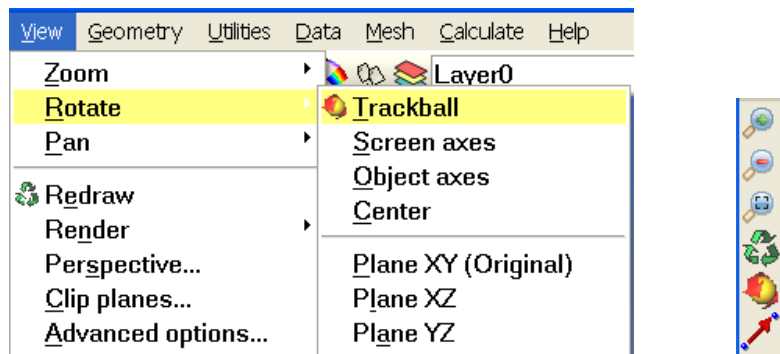 View Geometry Utilities Data Mesh Calculate Help
Zoom Layer0
Rotate Trackball
Pan Screen axes
Object axes
Redraw
Center
Render
Perspective... Plane XY (Original)
Clip planes... Plane XZ
Advanced options... Plane YZ